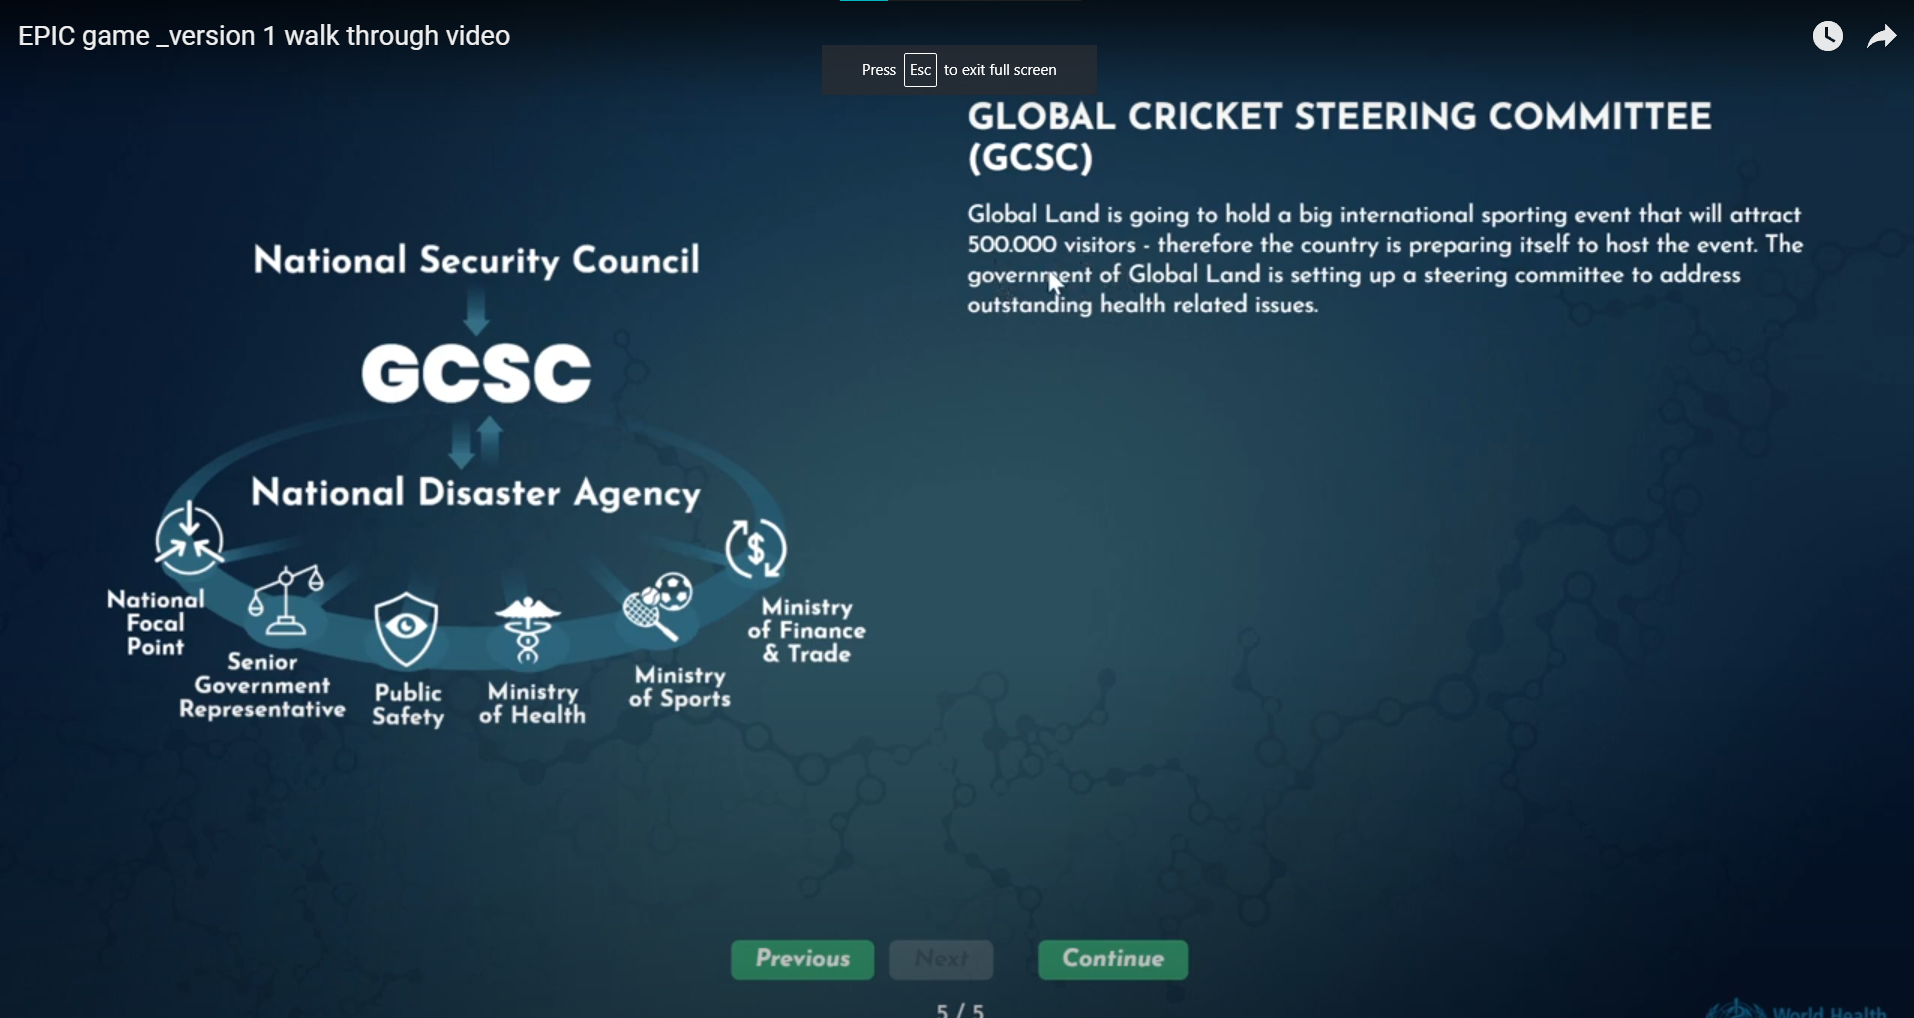 EPIC game _version 1 walk through video
Press Esc to exit full screen
GLOBAL CRICKET STEERING COMMITTEE
(GCSC)
Global Land is going to hold a big international sporting event that will attract
500.000 visitors - therefore the country is preparing itself to host the event. The
government of Global Land is setting up a steering committee to address
outstanding health related issues.
National Security Council
GCSC
National Disaster Agency
National
Focal
Point
Senior
Government
Representative
Public
Safety
Ministry
of Health
Ministry
of Sports
$
Ministry
of Finance
& Trade
Previous
Next
Continue
5 / 5
World Health